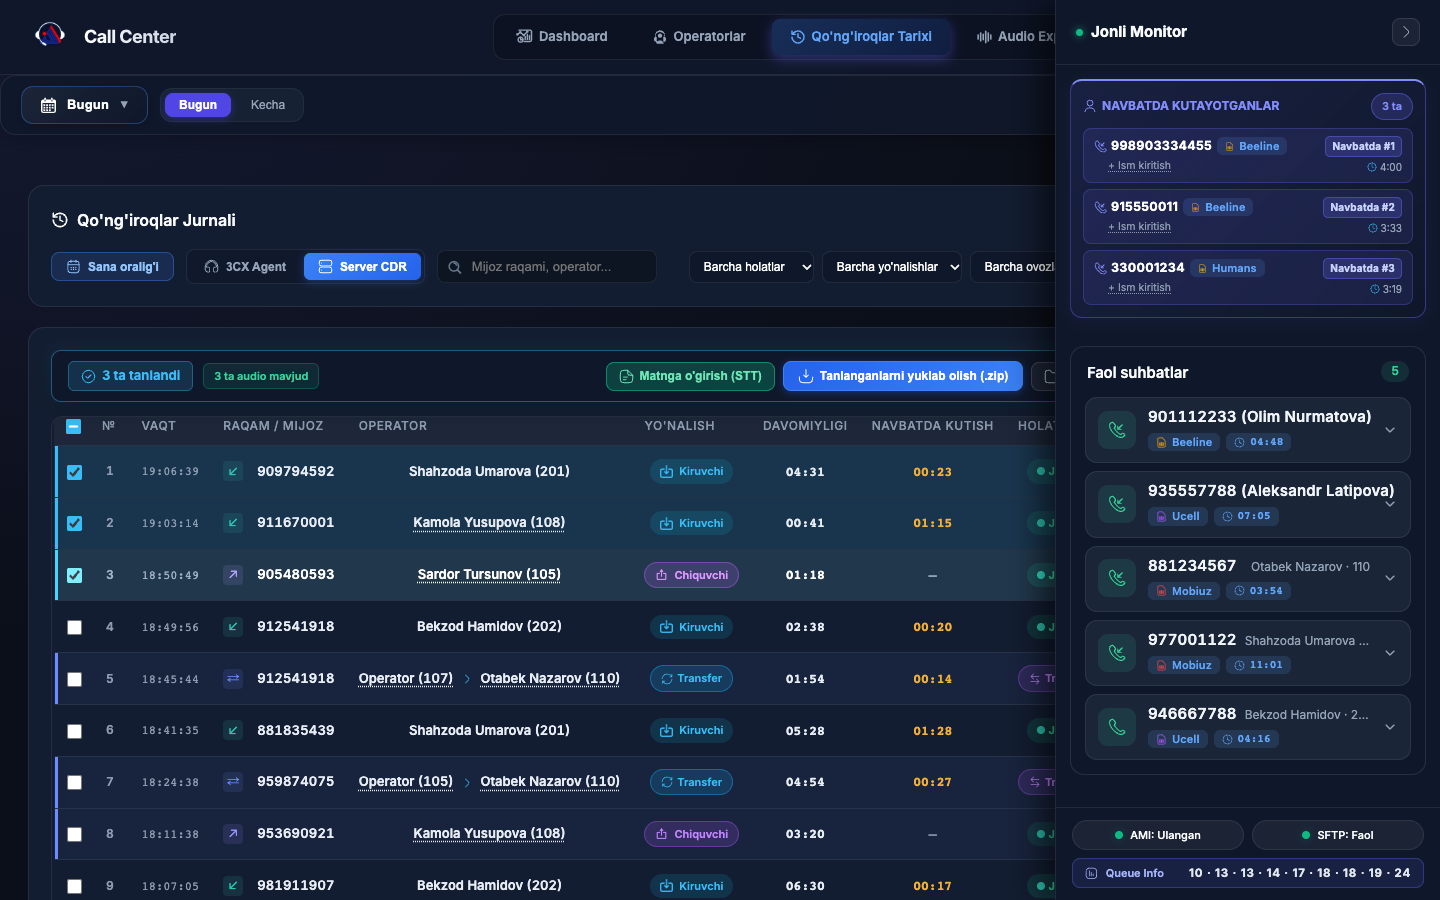 Call Center
Dashboard
Operatorlar
Qo'ng'iroqlar Tarixi
Audio Ex
Bugun ▼
Bugun
Kecha
Qo'ng'iroqlar Jurnali
Sana oralig'i
3CX Agent
Server CDR
Mijoz raqami, operator...
Barcha holatlar
Barcha yo'nalishlar
Barcha ovozl
3 ta tanlandi
3 ta audio mavjud
Matnga o'girish (STT)
Tanlanganlarni yuklab olish (.zip)
№ VAQT RAQAM / MIJOZ OPERATOR YO'NALISH DAVOMIYLIGI NAVBATDA KUTISH HOLAT
1 19:06:39 909794592 Shahzoda Umarova (201) Kiruvchi 04:31 00:23 J
2 19:03:14 911670001 Kamola Yusupova (108) Kiruvchi 00:41 01:15 J
3 18:50:49 905480593 Sardor Tursunov (105) Chiquvchi 01:18 — J
4 18:49:56 912541918 Bekzod Hamidov (202) Kiruvchi 02:38 00:20 J
5 18:45:44 912541918 Operator (107) › Otabek Nazarov (110) Transfer 01:54 00:14 Tr
6 18:41:35 881835439 Shahzoda Umarova (201) Kiruvchi 05:28 01:28 J
7 18:24:38 959874075 Operator (105) › Otabek Nazarov (110) Transfer 04:54 00:27 Tr
8 18:11:38 953690921 Kamola Yusupova (108) Chiquvchi 03:20 — J
9 18:07:05 981911907 Bekzod Hamidov (202) Kiruvchi 06:30 00:17 J
Jonli Monitor
NAVBATDA KUTAYOTGANLAR 3 ta
998903334455 Beeline Navbatda #1
+ Ism kiritish 4:00
915550011 Beeline Navbatda #2
+ Ism kiritish 3:33
330001234 Humans Navbatda #3
+ Ism kiritish 3:19
Faol suhbatlar 5
901112233 (Olim Nurmatova)
Beeline 04:48
935557788 (Aleksandr Latipova)
Ucell 07:05
881234567 Otabek Nazarov · 110
Mobiuz 03:54
977001122 Shahzoda Umarova ...
Mobiuz 11:01
946667788 Bekzod Hamidov · 2...
Ucell 04:16
AMI: Ulangan
SFTP: Faol
Queue Info 10 · 13 · 13 · 14 · 17 · 18 · 18 · 19 · 24